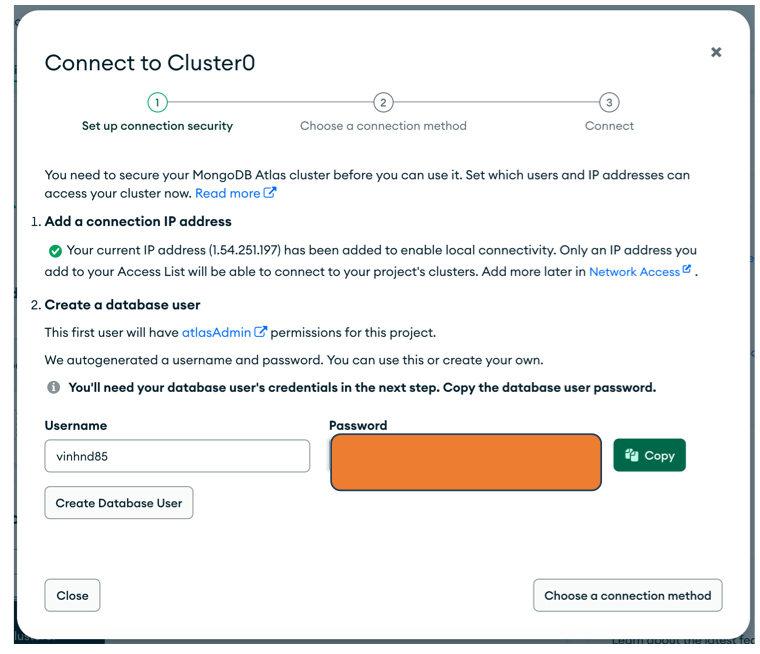 Connect to Cluster0
1
2
3
Set up connection security
Choose a connection method
Connect
You need to secure your MongoDB Atlas cluster before you can use it. Set which users and IP addresses can
access your cluster now. Read more
1. Add a connection IP address
Your current IP address (1.54.251.197) has been added to enable local connectivity. Only an IP address you
add to your Access List will be able to connect to your project's clusters. Add more later in Network Access .
2. Create a database user
This first user will have atlasAdmin permissions for this project.
We autogenerated a username and password. You can use this or create your own.
You'll need your database user's credentials in the next step. Copy the database user password.
Username
Password
vinhnd85
Copy
Create Database User
Close
Choose a connection method
Learn about the latest